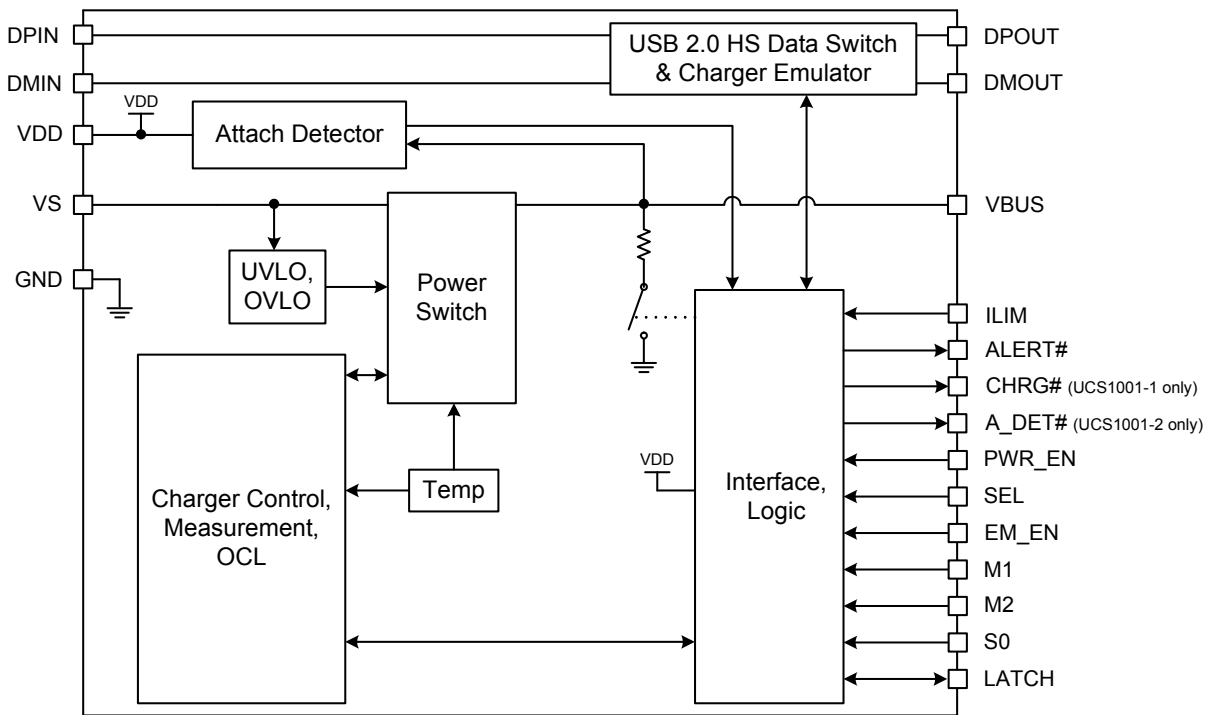 DPIN
USB 2.0 HS Data Switch
& Charger Emulator
DPOUT
DMIN
DMOUT
VDD
VDD
Attach Detector
VS
VBUS
GND
UVLO,
OVLO
Power
Switch
ILIM
ALERT#
CHRG# (UCS1001-1 only)
A_DET# (UCS1001-2 only)
VDD
PWR_EN
Charger Control,
Measurement,
OCL
Temp
Interface,
Logic
SEL
EM_EN
M1
M2
S0
LATCH